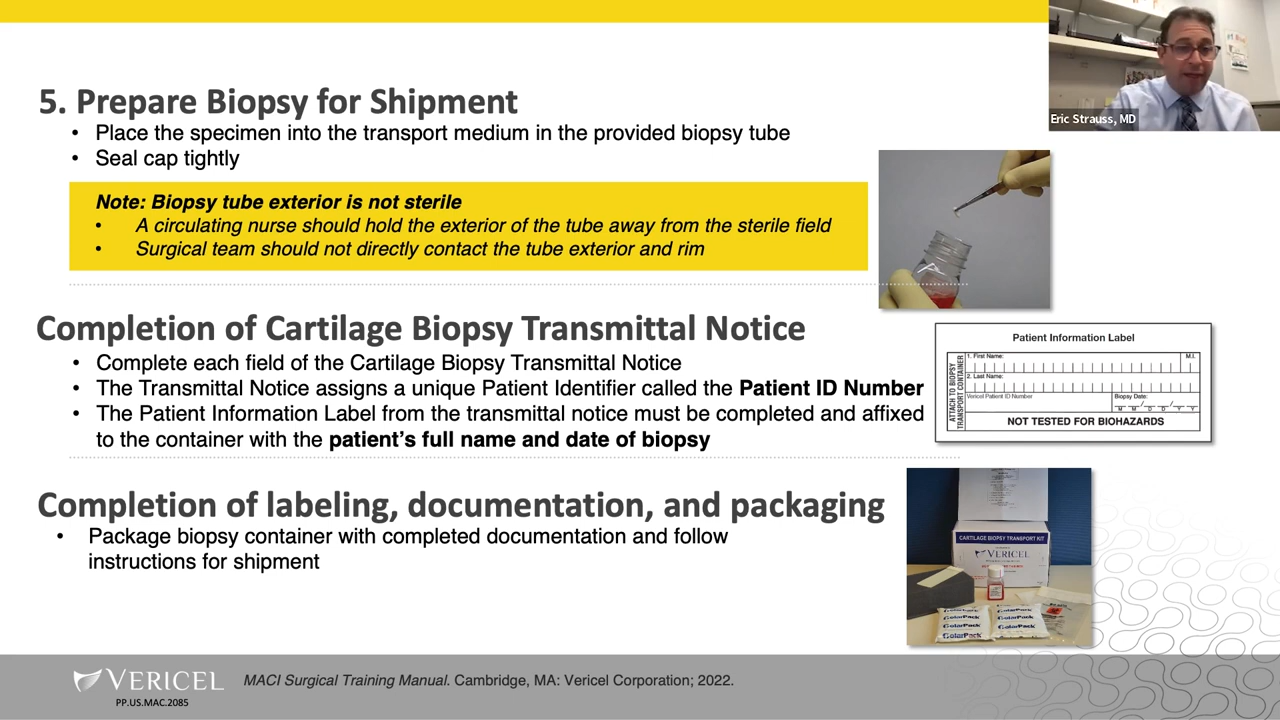 Eric Strauss, MD
5. Prepare Biopsy for Shipment
• Place the specimen into the transport medium in the provided biopsy tube
• Seal cap tightly
Note: Biopsy tube exterior is not sterile
• A circulating nurse should hold the exterior of the tube away from the sterile field
• Surgical team should not directly contact the tube exterior and rim
Completion of Cartilage Biopsy Transmittal Notice
• Complete each field of the Cartilage Biopsy Transmittal Notice
• The Transmittal Notice assigns a unique Patient Identifier called the Patient ID Number
• The Patient Information Label from the transmittal notice must be completed and affixed
to the container with the patient's full name and date of biopsy
Patient Information Label
ATTACH TO BIOPSY
TRANSPORT CONTAINER
1. First Name: M.I.
2. Last Name:
Vericel Patient ID Number Biopsy Date:
M M / D D / Y Y
NOT TESTED FOR BIOHAZARDS
Completion of labeling, documentation, and packaging
• Package biopsy container with completed documentation and follow
instructions for shipment
CARTILAGE BIOPSY TRANSPORT KIT
VERICEL
PolarPack PolarPack
PolarPack PolarPack
PolarPack PolarPack
PolarPack PolarPack
VERICEL
PP.US.MAC.2085
MACI Surgical Training Manual. Cambridge, MA: Vericel Corporation; 2022.